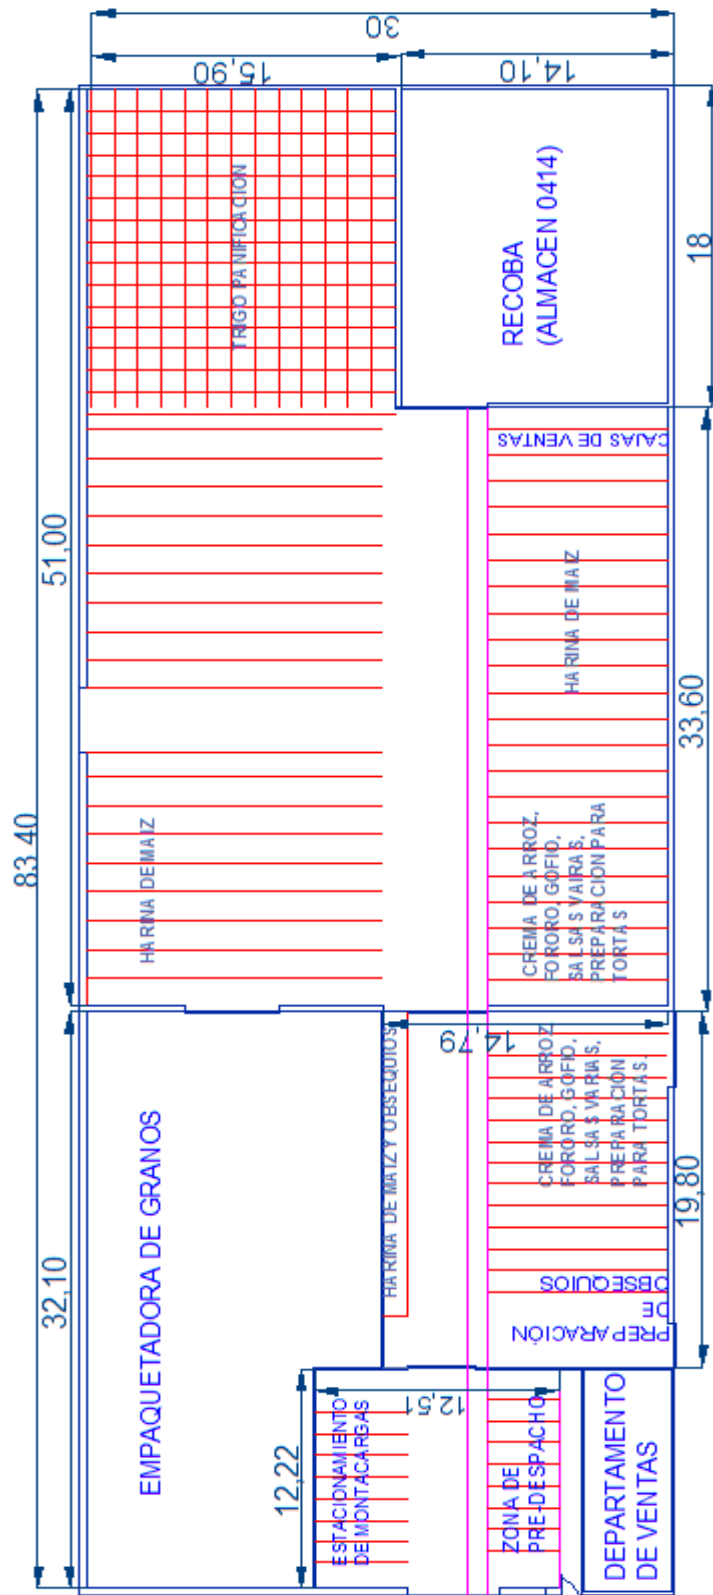 30
15,90
14,10
TRIGO PANIFICACION
RECOBA
(ALMACEN 0414)
18
51,00
83,40
CAJAS DE VENTAS
HARINA DE MAIZ
33,60
HARINA DE MAIZ
CREMA DE ARROZ,
FORORO, GOFIO,
SALSAS VAIRAS,
PREPARACION PARA
TORTAS
14,79
HARINA DE MAIZ Y OBSEQUIOS
CREMA DE ARROZ,
FORORO, GOFIO,
SALSAS VARIAS,
PREPARACION
PARA TORTAS.
19,80
EMPAQUETADORA DE GRANOS
32,10
PREPARACIÓN
DE
OBSEQUIOS
12,22
12,51
ESTACIONAMIENTO
DE MONTACARGAS
ZONA DE
PRE-DESPACHO
DEPARTAMENTO
DE VENTAS